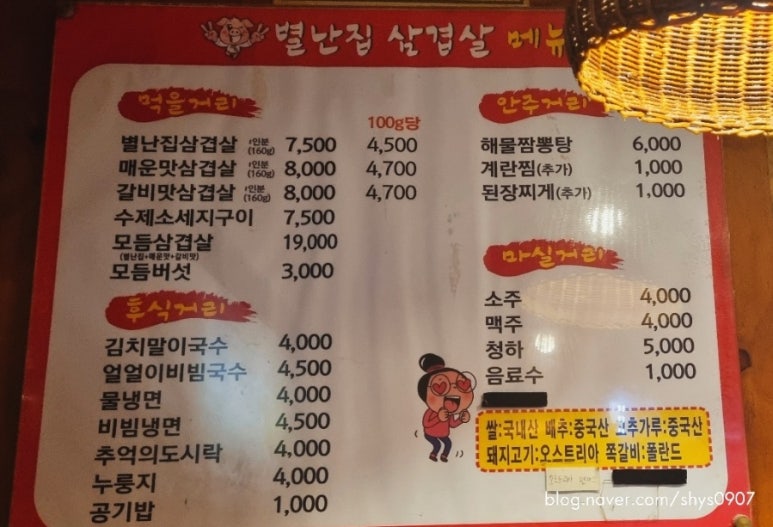 별난집 삼겹살 메뉴
먹을거리
100g당
별난집삼겹살 1인분 (160g) 7,500 4,500
매운맛삼겹살 1인분 (160g) 8,000 4,700
갈비맛삼겹살 1인분 (160g) 8,000 4,700
수제소세지구이 7,500
모듬삼겹살 19,000
(별난집+매운맛+갈비맛)
모듬버섯 3,000
후식거리
김치말이국수 4,000
얼얼이비빔국수 4,500
물냉면 4,000
비빔냉면 4,500
추억의도시락 4,000
누룽지 4,000
공기밥 1,000
안주거리
해물짬뽕탕 6,000
계란찜(추가) 1,000
된장찌게(추가) 1,000
마실거리
소주 4,000
맥주 4,000
청하 5,000
음료수 1,000
쌀:국내산 배추:중국산 고추가루:중국산
돼지고기:오스트리아 쪽갈비:폴란드
blog.naver.com/shys0907